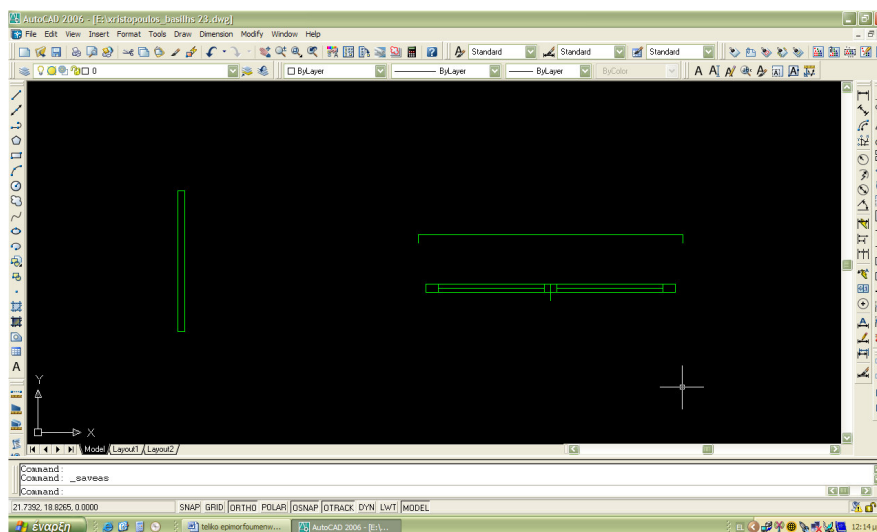 AutoCAD 2006 - [E:\xristopoulos_basilhs 23.dwg]
File Edit View Insert Format Tools Draw Dimension Modify Window Help
Standard Standard Standard
0 ByLayer ByLayer ByLayer ByColor
Y
X
Model Layout1 Layout2
Command:
Command: _saveas
Command:
21.7392, 18.8265, 0.0000 SNAP GRID ORTHO POLAR OSNAP OTRACK DYN LWT MODEL
έναρξη teliko epimorfoumenw... AutoCAD 2006 - [E:\... EL 12:14